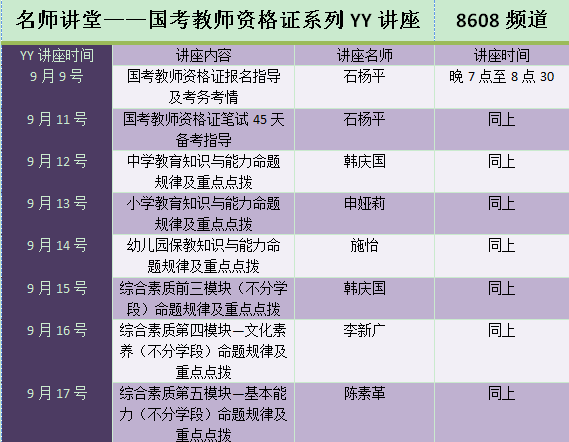 名师讲堂——国考教师资格证系列 YY 讲座 8608 频道
YY 讲座时间 讲座内容 讲座名师 讲座时间
9 月 9 号 国考教师资格证报名指导 石杨平 晚 7 点至 8 点 30
及考务考情
9 月 11 号 国考教师资格证笔试 45 天 石杨平 同上
备考指导
9 月 12 号 中学教育知识与能力命题 韩庆国 同上
规律及重点点拨
9 月 13 号 小学教育知识与能力命题 申娅莉 同上
规律及重点点拨
9 月 14 号 幼儿园保教知识与能力命 施怡 同上
题规律及重点点拨
9 月 15 号 综合素质前三模块（不分学 韩庆国 同上
段）命题规律及重点点拨
9 月 16 号 综合素质第四模块—文化素 李新广 同上
养（不分学段）命题规律及
重点点拨
9 月 17 号 综合素质第五模块—基本能 陈素革 同上
力（不分学段）命题规律及
重点点拨